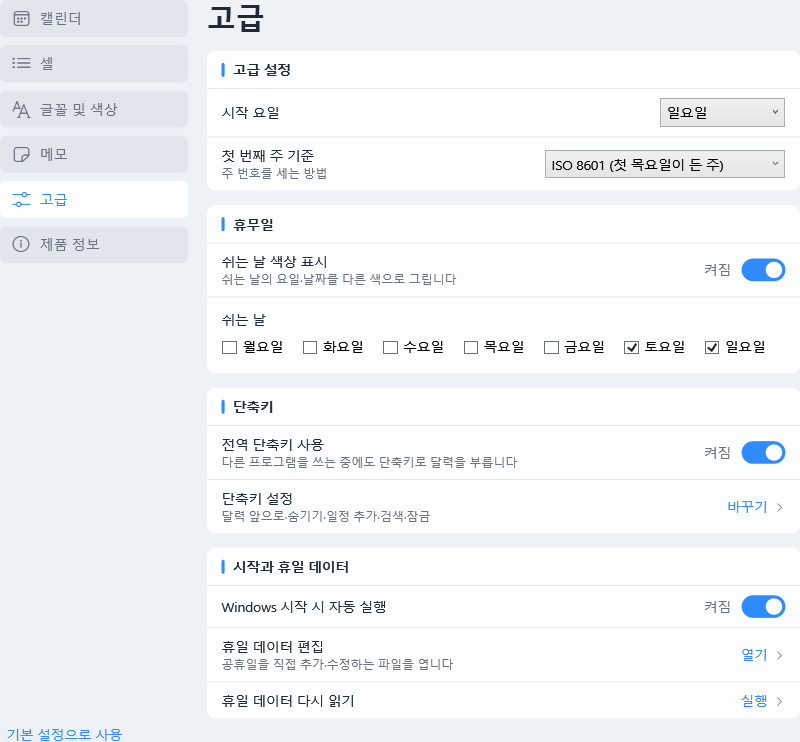 캘린더
셀
글꼴 및 색상
메모
고급
제품 정보
기본 설정으로 사용
고급
고급 설정
시작 요일
일요일
첫 번째 주 기준
주 번호를 세는 방법
ISO 8601 (첫 목요일이 든 주)
휴무일
쉬는 날 색상 표시
쉬는 날의 요일·날짜를 다른 색으로 그립니다
켜짐
쉬는 날
월요일 화요일 수요일 목요일 금요일 토요일 일요일
단축키
전역 단축키 사용
다른 프로그램을 쓰는 중에도 단축키로 달력을 부릅니다
켜짐
단축키 설정
달력 앞으로·숨기기·일정 추가·검색·잠금
바꾸기
시작과 휴일 데이터
Windows 시작 시 자동 실행
켜짐
휴일 데이터 편집
공휴일을 직접 추가·수정하는 파일을 엽니다
열기
휴일 데이터 다시 읽기
실행